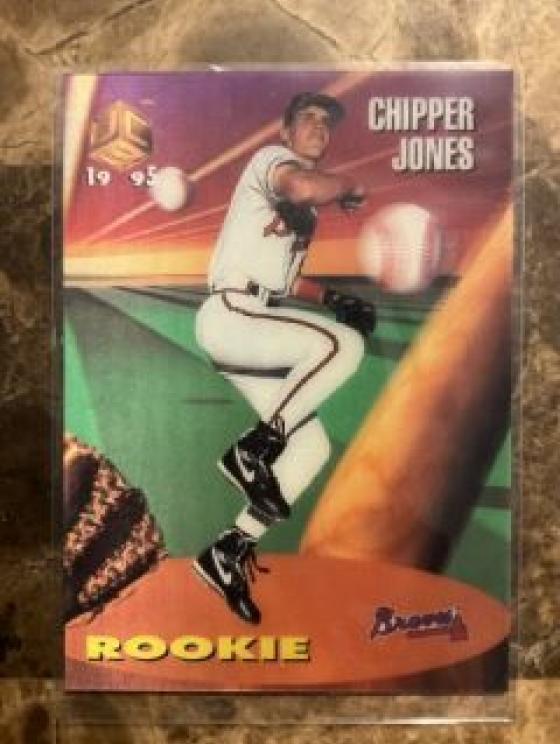 CHIPPER
JONES
19 95
ROOKIE
Braves